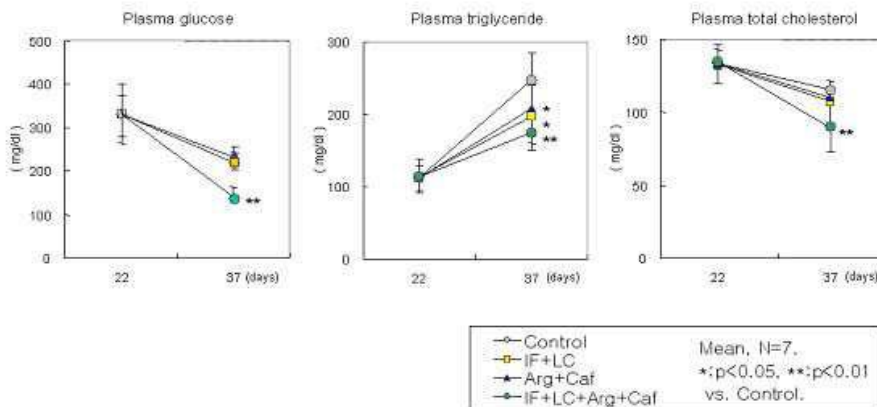 Plasma glucose
500
400
300
200
100
0
( mg/dl )
22
37 (days)
**
Plasma triglyceride
300
200
100
0
( mg/dl )
22
37 (days)
*
*
**
Plasma total cholesterol
150
100
50
0
( mg/dl )
22
37 (days)
**
Control
IF+LC
Arg+Caf
IF+LC+Arg+Caf
Mean, N=7.
*:p<0.05, **:p<0.01
vs. Control.